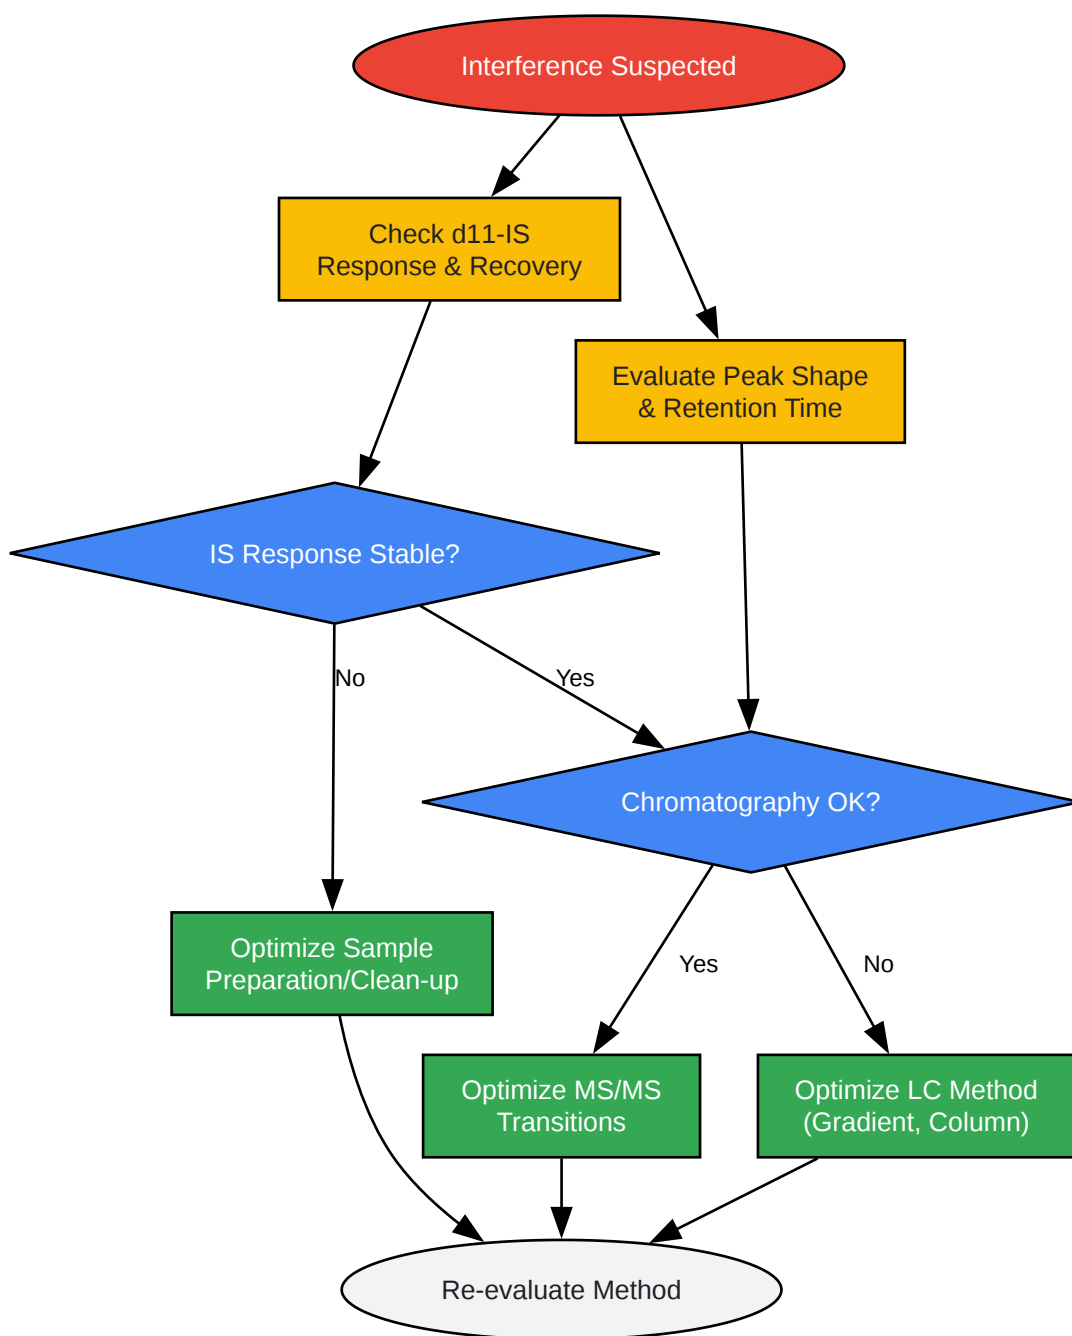 Interference Suspected
Check d11-IS
Response & Recovery
Evaluate Peak Shape
& Retention Time
IS Response Stable?
No
Yes
Chromatography OK?
Optimize Sample
Preparation/Clean-up
Yes
No
Optimize MS/MS
Transitions
Optimize LC Method
(Gradient, Column)
Re-evaluate Method